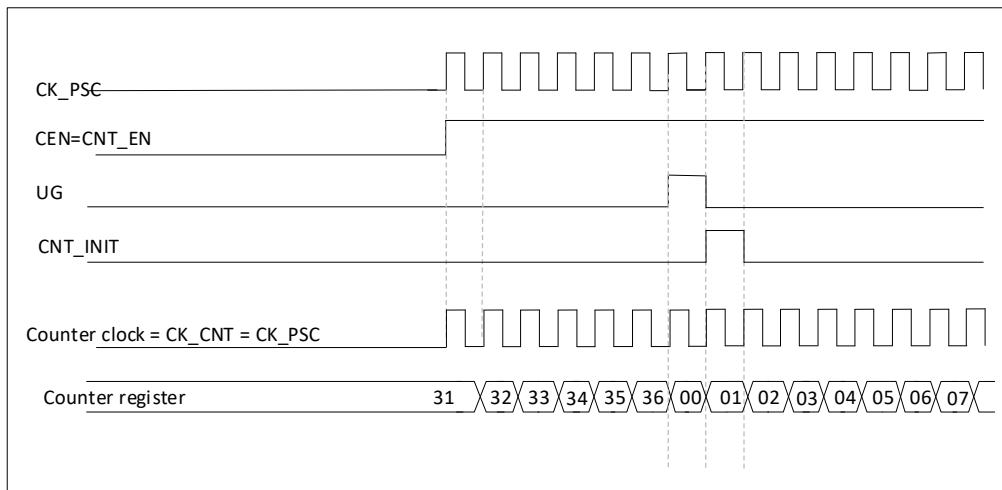 CK_PSC
CEN=CNT_EN
UG
CNT_INIT
Counter clock = CK_CNT = CK_PSC
Counter register 31 32 33 34 35 36 00 01 02 03 04 05 06 07